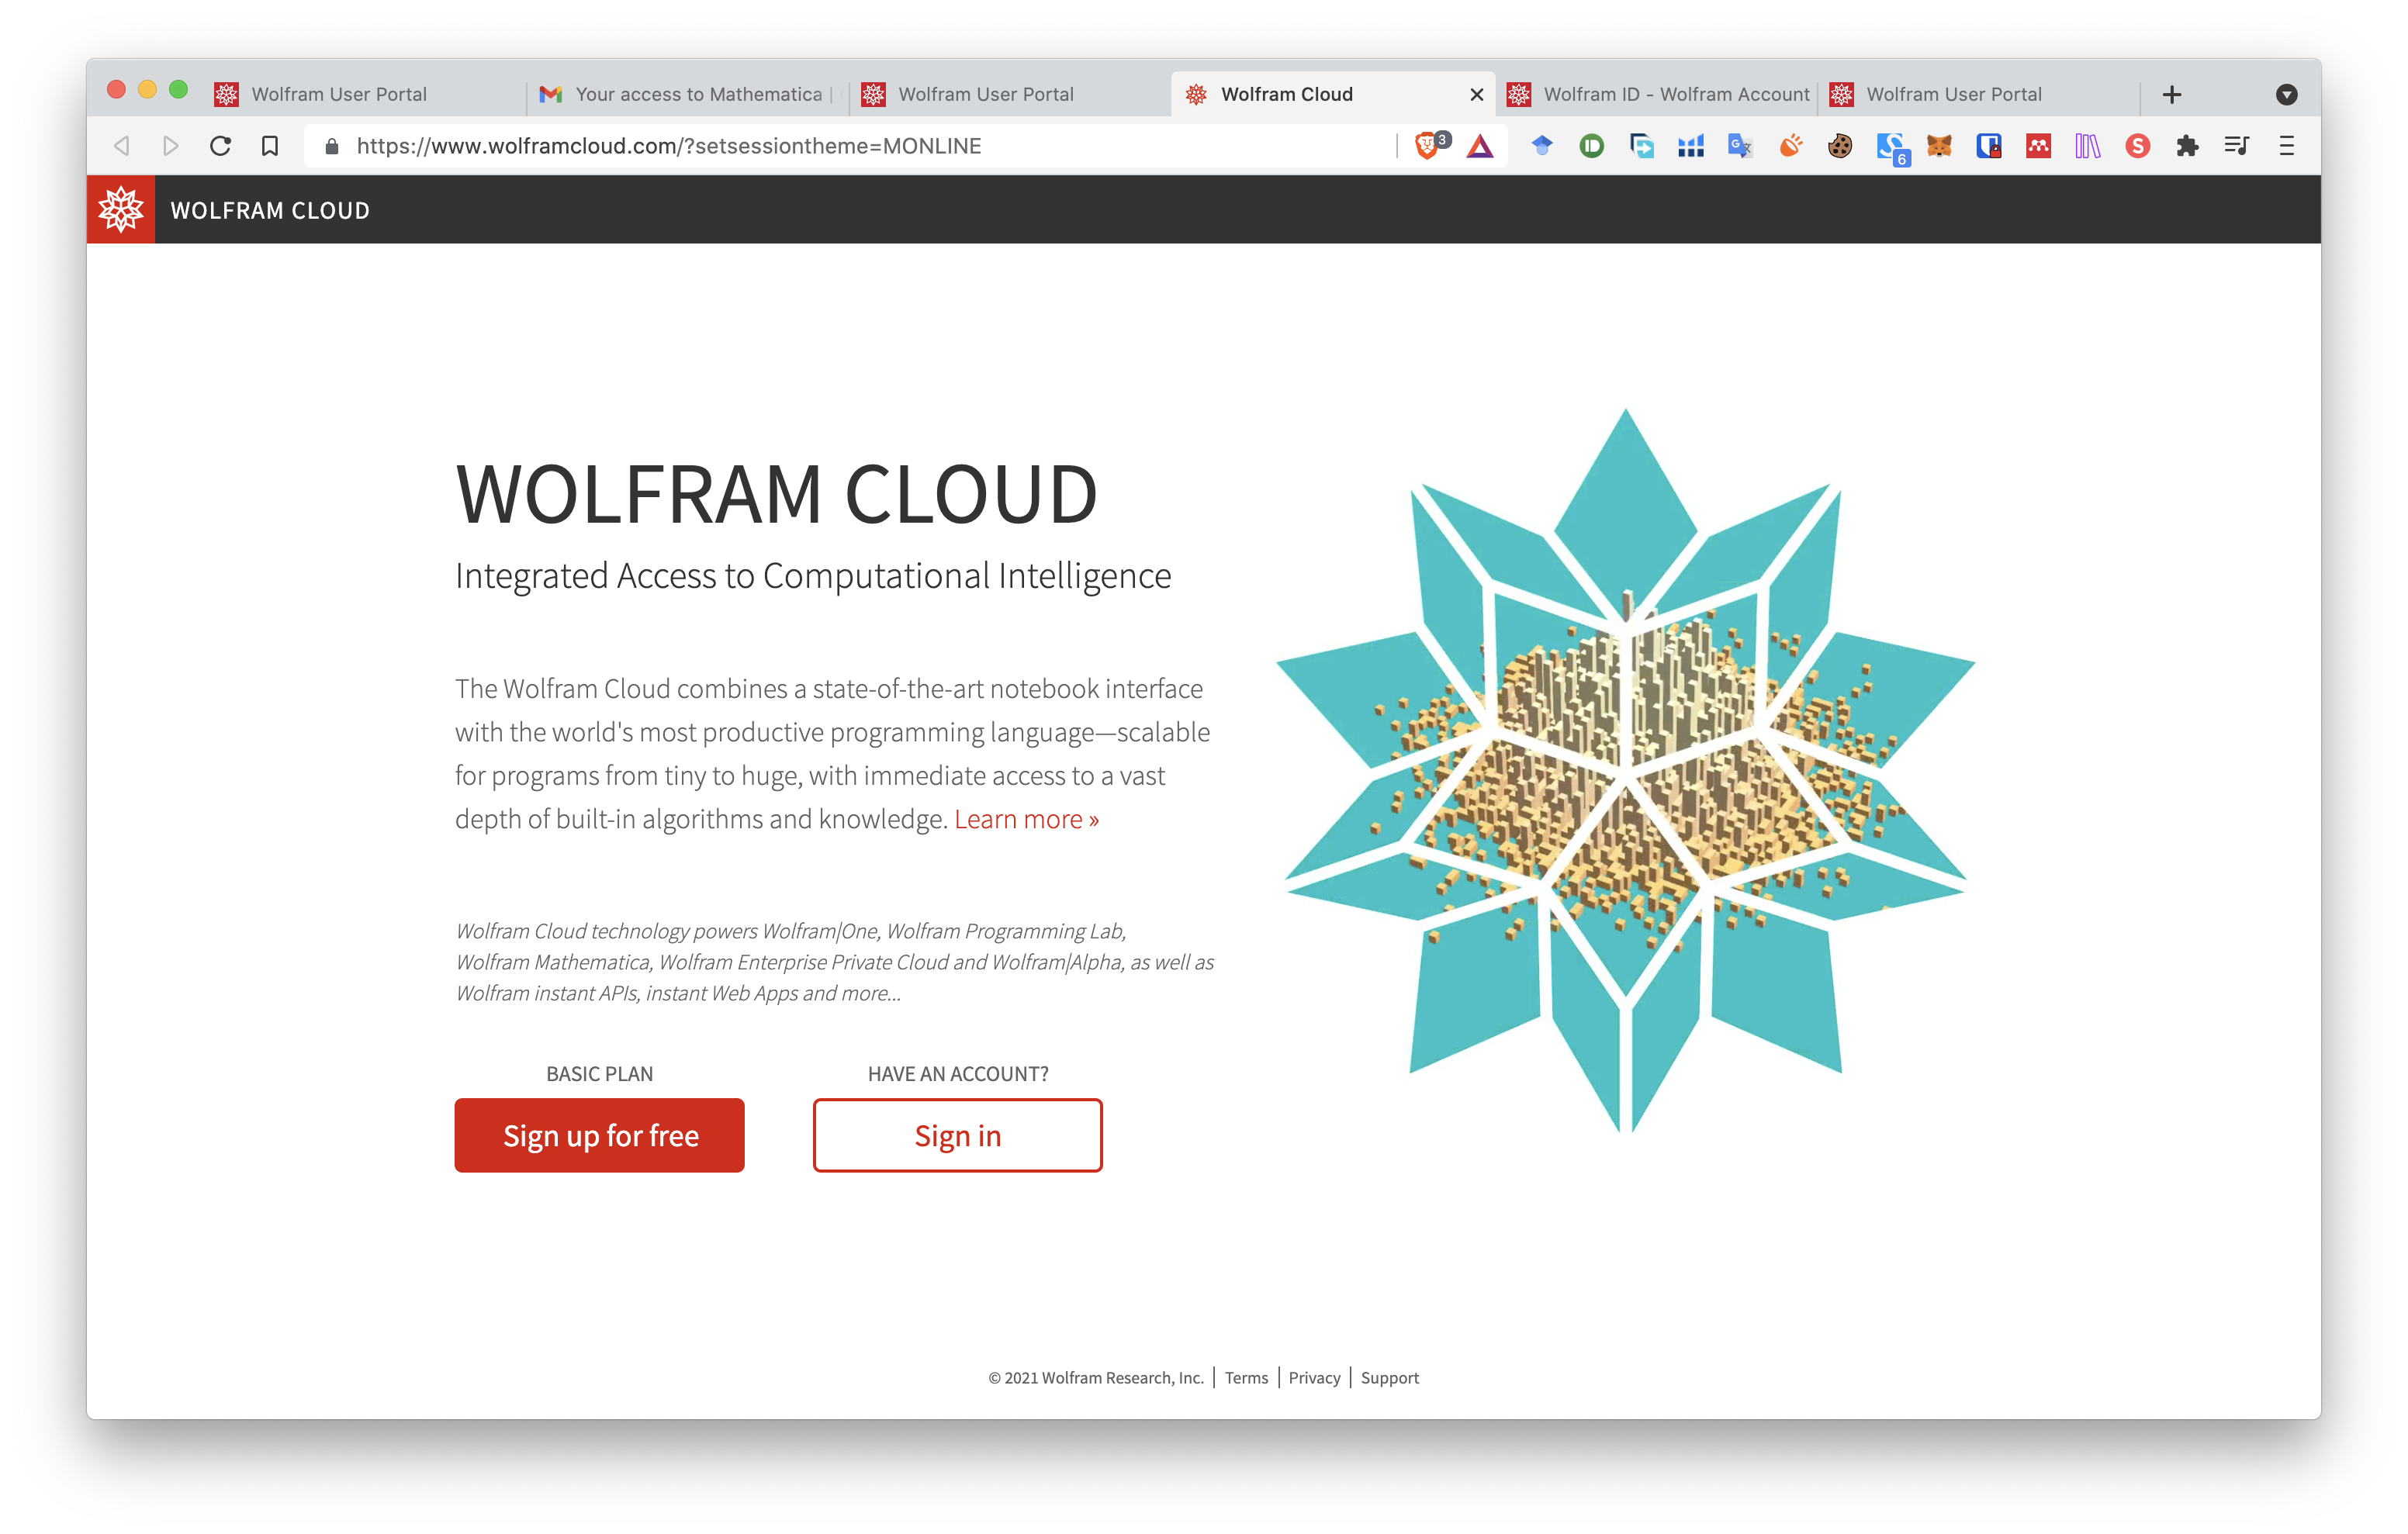 Wolfram User Portal
Your access to Mathematica |
Wolfram User Portal
Wolfram Cloud
Wolfram ID - Wolfram Account
Wolfram User Portal
https://www.wolframcloud.com/?setsessiontheme=MONLINE
3
6
S
WOLFRAM CLOUD
WOLFRAM CLOUD
Integrated Access to Computational Intelligence
The Wolfram Cloud combines a state-of-the-art notebook interface
with the world's most productive programming language—scalable
for programs from tiny to huge, with immediate access to a vast
depth of built-in algorithms and knowledge. Learn more »
Wolfram Cloud technology powers Wolfram|One, Wolfram Programming Lab,
Wolfram Mathematica, Wolfram Enterprise Private Cloud and Wolfram|Alpha, as well as
Wolfram instant APIs, instant Web Apps and more...
BASIC PLAN
Sign up for free
HAVE AN ACCOUNT?
Sign in
© 2021 Wolfram Research, Inc. | Terms | Privacy | Support